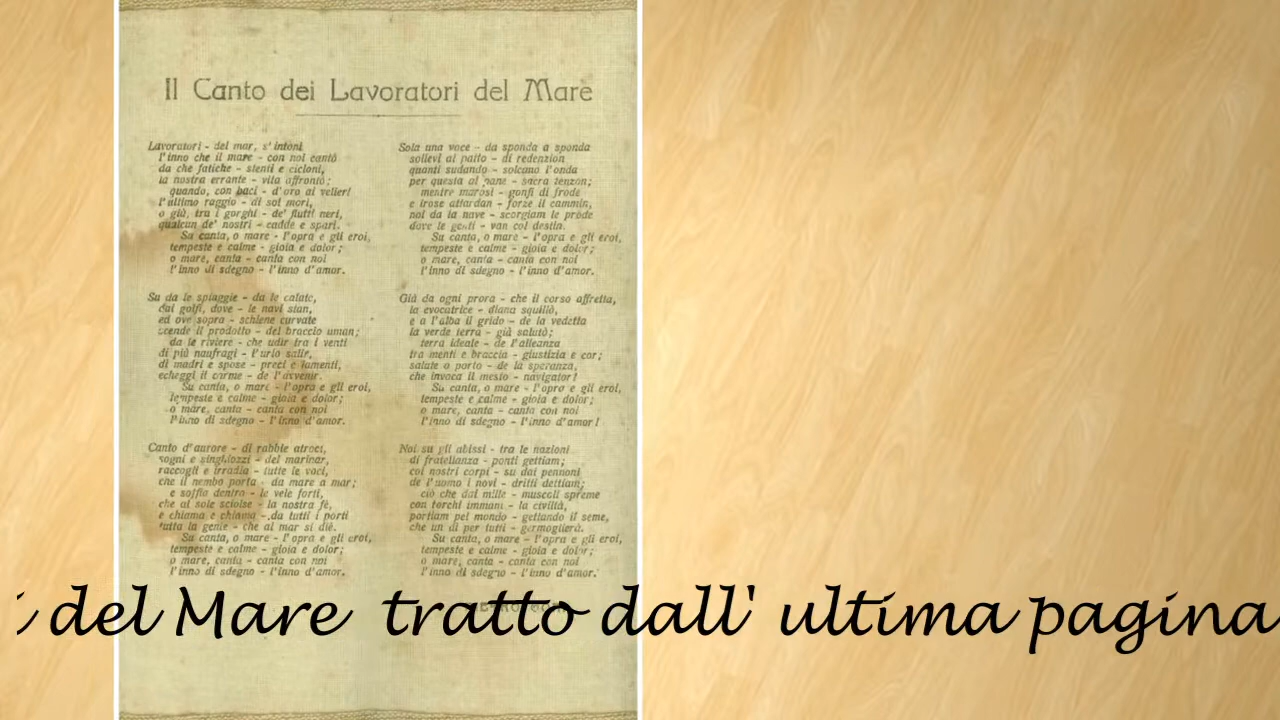 Il Canto dei Lavoratori del Mare
Lavoratori - del mar, s'intoni
l'inno che il mare - con noi cantò
da che fatiche - stenti e cicloni,
la nostra errante - vita affrontò;
quando, con baci - d'oro ai velieri
l'ultimo raggio - di sol morì,
o già, tra i gorghi - de' flutti neri,
qualcun de' nostri - cadde e sparì.
Su canta, o mare - l'opra e gli eroi,
tempeste e calme - gioia e dolor;
o mare, canta - canta con noi
l'inno di sdegno - l'inno d'amor.
Su da le spiaggie - da le calate,
dai golfi, dove - le navi stan,
ed ove sopra - schiene curvate
scende il prodotto - del braccio uman;
da le riviere - che udir tra i venti
di più naufragi - l'urlo salir,
di madri e spose - preci e lamenti,
echeggi il carme - de l'avvenir.
Su canta, o mare - l'opra e gli eroi,
tempeste e calme - gioia e dolor;
o mare, canta - canta con noi
l'inno di sdegno - l'inno d'amor.
Canto d'aurore - di rabbie atroci,
sogni e singhiozzi - del marinar,
raccogli e irradia - tutte le voci,
che il nembo porta - da mare a mar;
e soffia dentro - le vele forti,
che al sole sciolse - la nostra fè,
e chiama e chiama - da tutti i porti
tutta la gente - che al mar si diè.
Su canta, o mare - l'opra e gli eroi,
tempeste e calme - gioia e dolor;
o mare, canta - canta con noi
l'inno di sdegno - l'inno d'amor.
Sola una voce - da sponda a sponda
sollevi al patto - di redenzion
quanti sudando - solcano l'onda
per questa al pane - sacra tenzon;
mentre marosi - gonfi di frode
e irose attardan - forze il cammin,
noi da la nave - scorgiam le prode
dove le genti - van col destin.
Su canta, o mare - l'opra e gli eroi,
tempeste e calme - gioia e dolor;
o mare, canta - canta con noi
l'inno di sdegno - l'inno d'amor.
Già da ogni prora - che il corso affretta,
la evocatrice - diana squillò,
e a l'alba il grido - de la vedetta
la verde terra - già salutò;
terra ideale - de l'alleanza
tra menti e braccia - giustizia e cor;
salute o porto - de la speranza,
che invoca il mesto - navigator!
Su canta, o mare - l'opra e gli eroi,
tempeste e calme - gioia e dolor;
o mare, canta - canta con noi
l'inno di sdegno - l'inno d'amor!
Noi su gli abissi - tra le nazioni
di fratellanza - ponti gettiam;
coi nostri corpi - su dai pennoni
de l'uomo i novi - dritti dettiam;
ciò che dai mille - muscoli spreme
con torchi immani - la civiltà,
portiam pel mondo - gettando il seme,
che un dì per tutti - germoglierà.
Su canta, o mare - l'opra e gli eroi,
tempeste e calme - gioia e dolor;
o mare, canta - canta con noi
l'inno di sdegno - l'inno d'amor.
del Mare tratto dall' ultima pagina